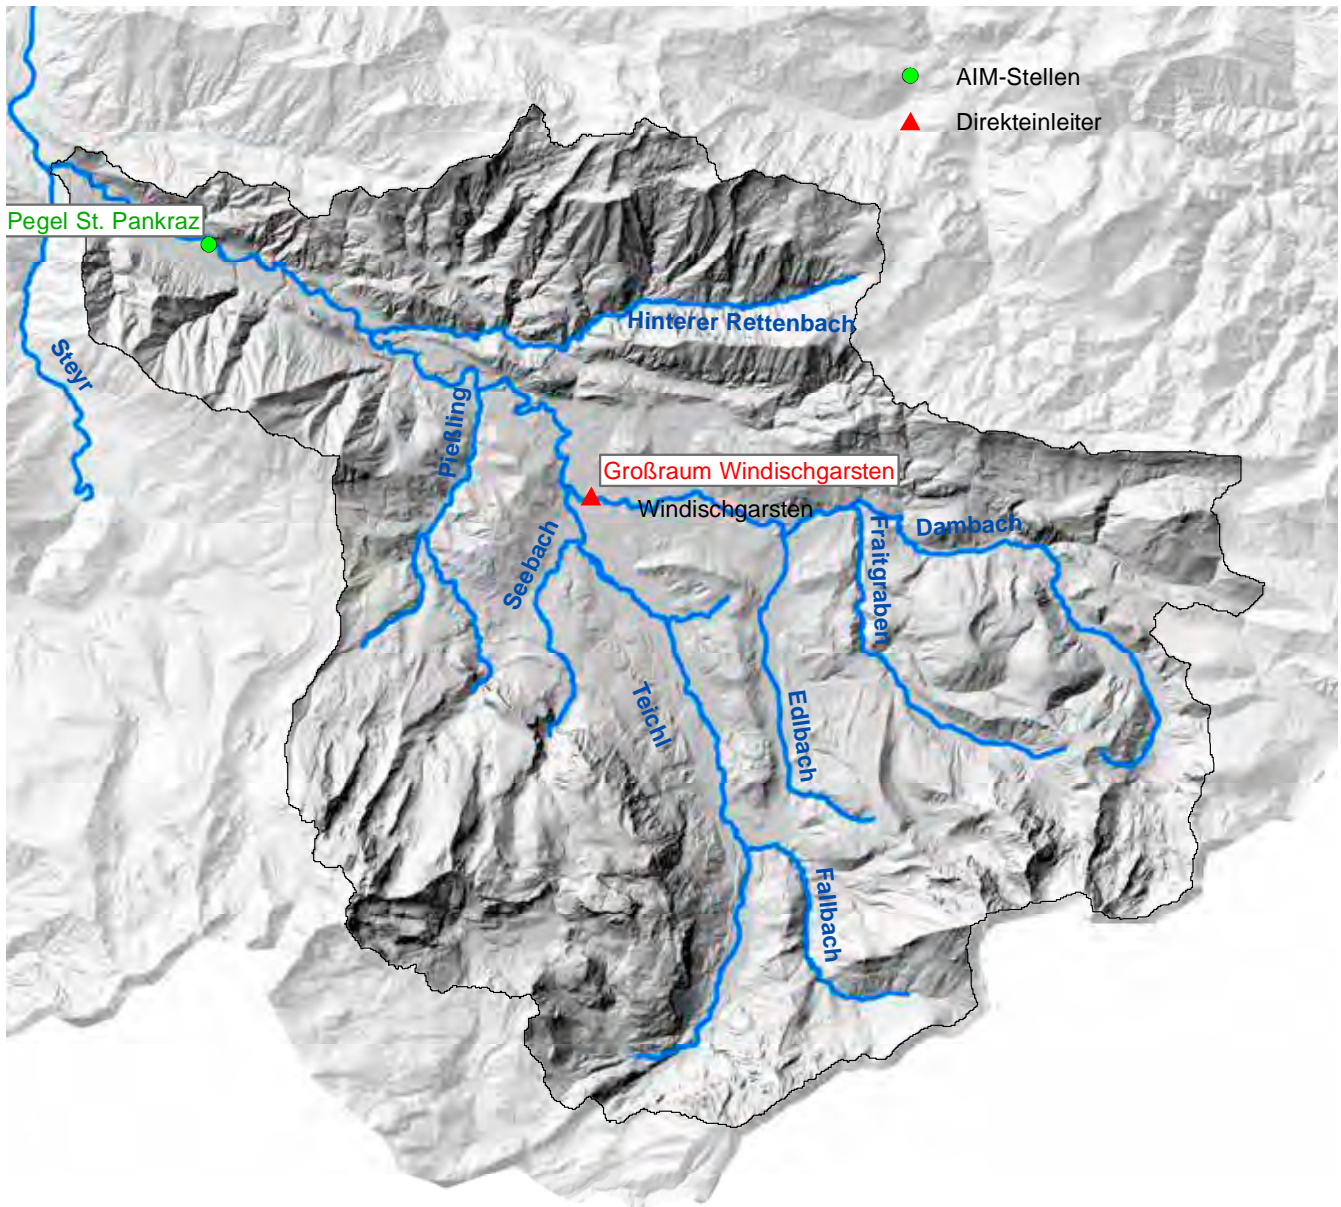 AIM-Stellen
Direkteinleiter
Pegel St. Pankraz
Hinterer Rettenbach
Steyr
Pießling
Großraum Windischgarsten
Windischgarsten
Dambach
Fraitgraben
Seebach
Teichl
Edlbach
Fallbach